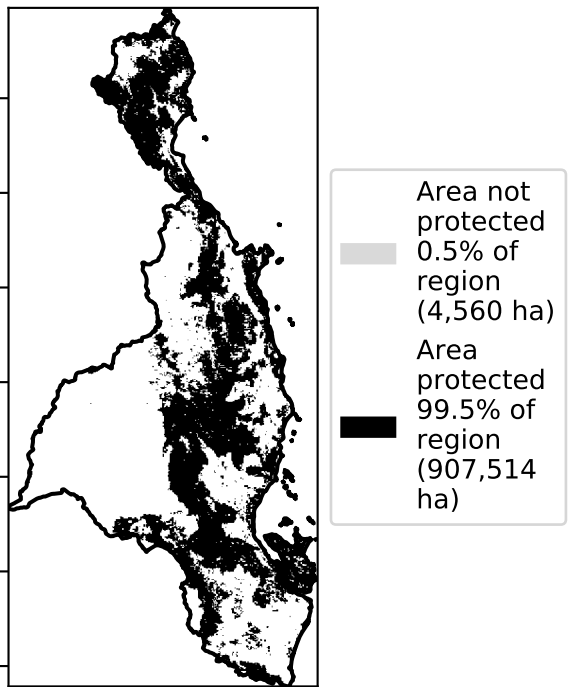 Area not
protected
0.5% of
region
(4,560 ha)
Area
protected
99.5% of
region
(907,514
ha)